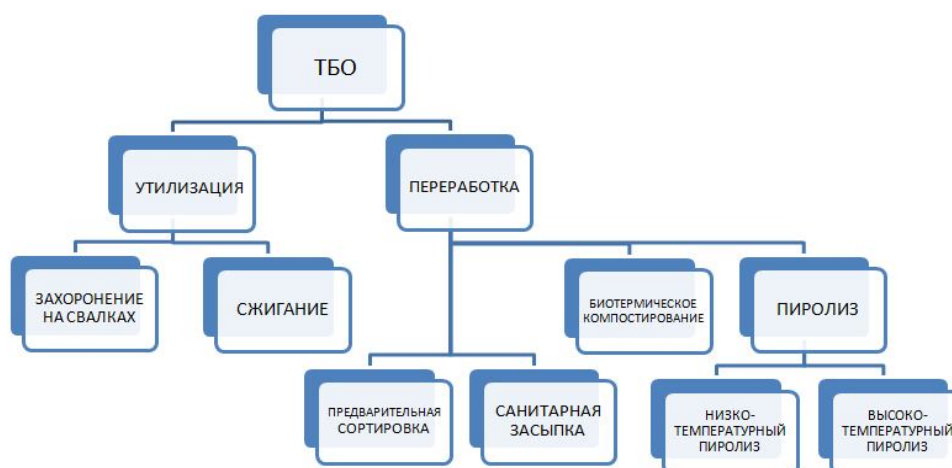 ТБО
УТИЛИЗАЦИЯ
ПЕРЕРАБОТКА
ЗАХОРОНЕНИЕ
НА СВАЛКАХ
СЖИГАНИЕ
БИОТЕРМИЧЕСКОЕ
КОМПОСТИРОВАНИЕ
ПИРОЛИЗ
ПРЕДВАРИТЕЛЬНАЯ
СОРТИРОВКА
САНИТАРНАЯ
ЗАСЫПКА
НИЗКО-
ТЕМПЕРАТУРНЫЙ
ПИРОЛИЗ
ВЫСОКО-
ТЕМПЕРАТУРНЫЙ
ПИРОЛИЗ